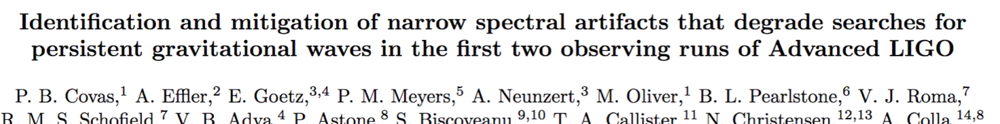 Identification and mitigation of narrow spectral artifacts that degrade searches for
persistent gravitational waves in the first two observing runs of Advanced LIGO
P. B. Covas,1 A. Effler,2 E. Goetz,3,4 P. M. Meyers,5 A. Neunzert,3 M. Oliver,1 B. L. Pearlstone,6 V. J. Roma,7
R. M. S. Schofield,7 V. B. Adya,4 P. Astone,8 S. Biscoveanu,9,10 T. A. Callister,11 N. Christensen,12,13 A. Colla,14,8